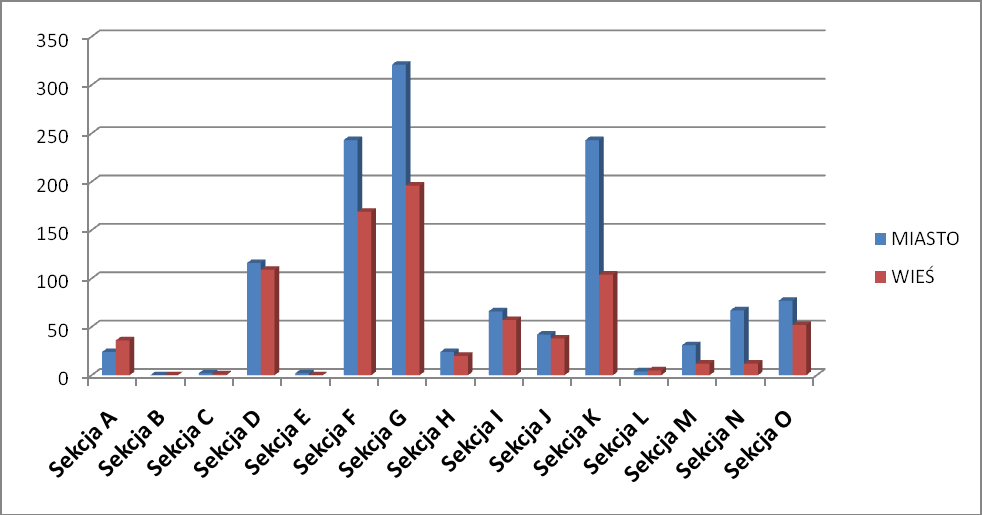 350
300
250
200
150
100
50
0
Sekcja A
Sekcja B
Sekcja C
Sekcja D
Sekcja E
Sekcja F
Sekcja G
Sekcja H
Sekcja I
Sekcja J
Sekcja K
Sekcja L
Sekcja M
Sekcja N
Sekcja O
MIASTO
WIEŚ